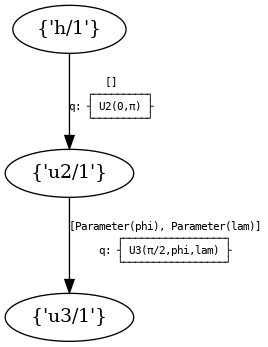 {'h/1'}
[]
q: U2(0,π)
{'u2/1'}
[Parameter(phi), Parameter(lam)]
q: U3(π/2,phi,lam)
{'u3/1'}